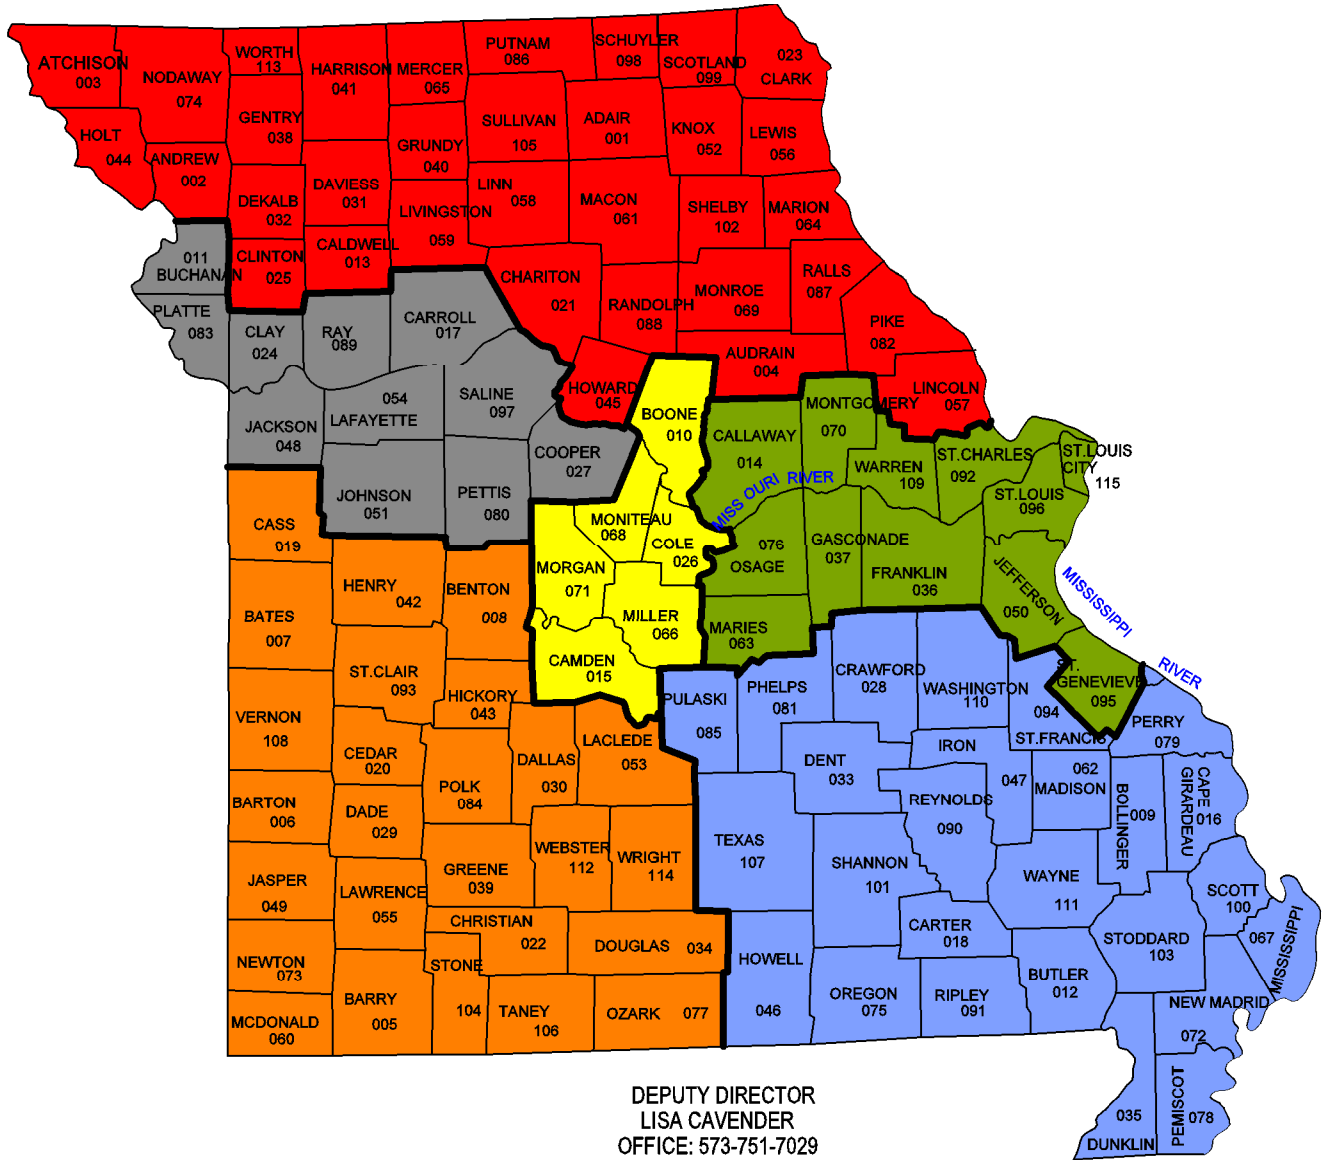 ATCHISON
003
NODAWAY
074
WORTH
113
HARRISON
041
MERCER
065
PUTNAM
086
SCHUYLER
098
SCOTLAND
099
023
CLARK
HOLT
044
ANDREW
002
GENTRY
038
DEKALB
032
DAVIESS
031
GRUNDY
040
SULLIVAN
105
ADAIR
001
KNOX
052
LEWIS
056
LINN
058
LIVINGSTON
059
MACON
061
SHELBY
102
MARION
064
CLINTON
025
CALDWELL
013
CHARITON
021
RANDOLPH
088
MONROE
069
RALLS
087
PIKE
082
AUDRAIN
004
HOWARD
045
LINCOLN
057
011
BUCHANAN
PLATTE
083
CLAY
024
RAY
089
CARROLL
017
JACKSON
048
054
LAFAYETTE
SALINE
097
COOPER
027
JOHNSON
051
PETTIS
080
BOONE
010
MONITEAU
068
COLE
026
MORGAN
071
MILLER
066
CAMDEN
015
CALLAWAY
014
MONTGOMERY
070
WARREN
109
ST.CHARLES
092
ST.LOUIS
CITY
115
ST.LOUIS
096
MISS OURI RIVER
076
OSAGE
GASCONADE
037
FRANKLIN
036
JEFFERSON
050
MARIES
063
ST.
GENEVIEVE
095
MISSISSIPPI
RIVER
CASS
019
BATES
007
HENRY
042
BENTON
008
ST.CLAIR
093
HICKORY
043
VERNON
108
CEDAR
020
POLK
084
DALLAS
030
LACLEDE
053
BARTON
006
DADE
029
JASPER
049
LAWRENCE
055
GREENE
039
WEBSTER
112
WRIGHT
114
CHRISTIAN
022
DOUGLAS 034
NEWTON
073
STONE
104
BARRY
005
MCDONALD
060
TANEY
106
OZARK 077
PULASKI
085
PHELPS
081
CRAWFORD
028
WASHINGTON
110
094
ST.FRANCIS
PERRY
079
DENT
033
IRON
047
062
MADISON
BOLLINGER
009
CAPE
GIRARDEAU
016
REYNOLDS
090
TEXAS
107
SHANNON
101
WAYNE
111
SCOTT
100
067
MISSISSIPPI
CARTER
018
STODDARD
103
HOWELL
046
OREGON
075
RIPLEY
091
BUTLER
012
NEW MADRID
072
035
DUNKLIN
PEMISCOT
078
DEPUTY DIRECTOR
LISA CAVENDER
OFFICE: 573-751-7029